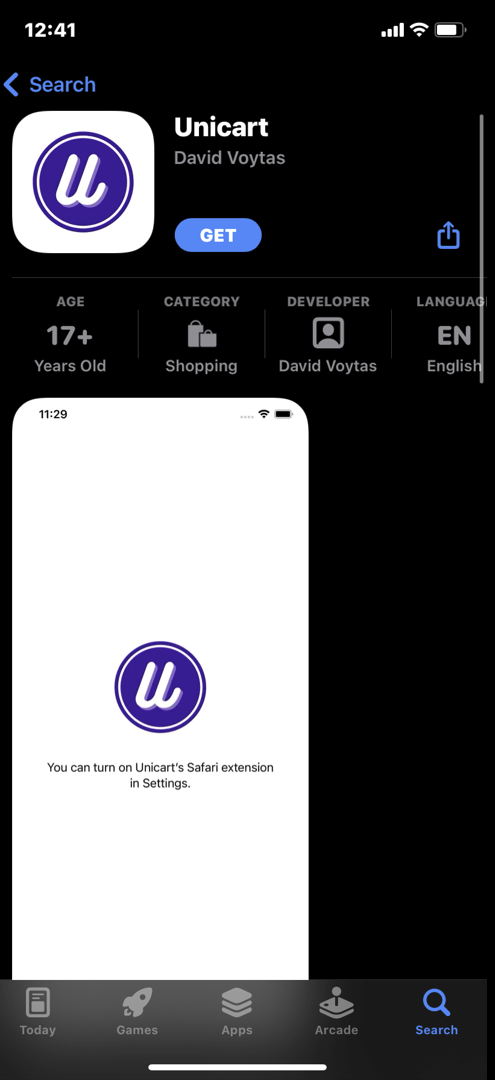 12:41
Search
Unicart
David Voytas
GET
AGE
17+
Years Old
CATEGORY
Shopping
DEVELOPER
David Voytas
LANGUAG
EN
English
11:29
You can turn on Unicart's Safari extension
in Settings.
Today
Games
Apps
Arcade
Search